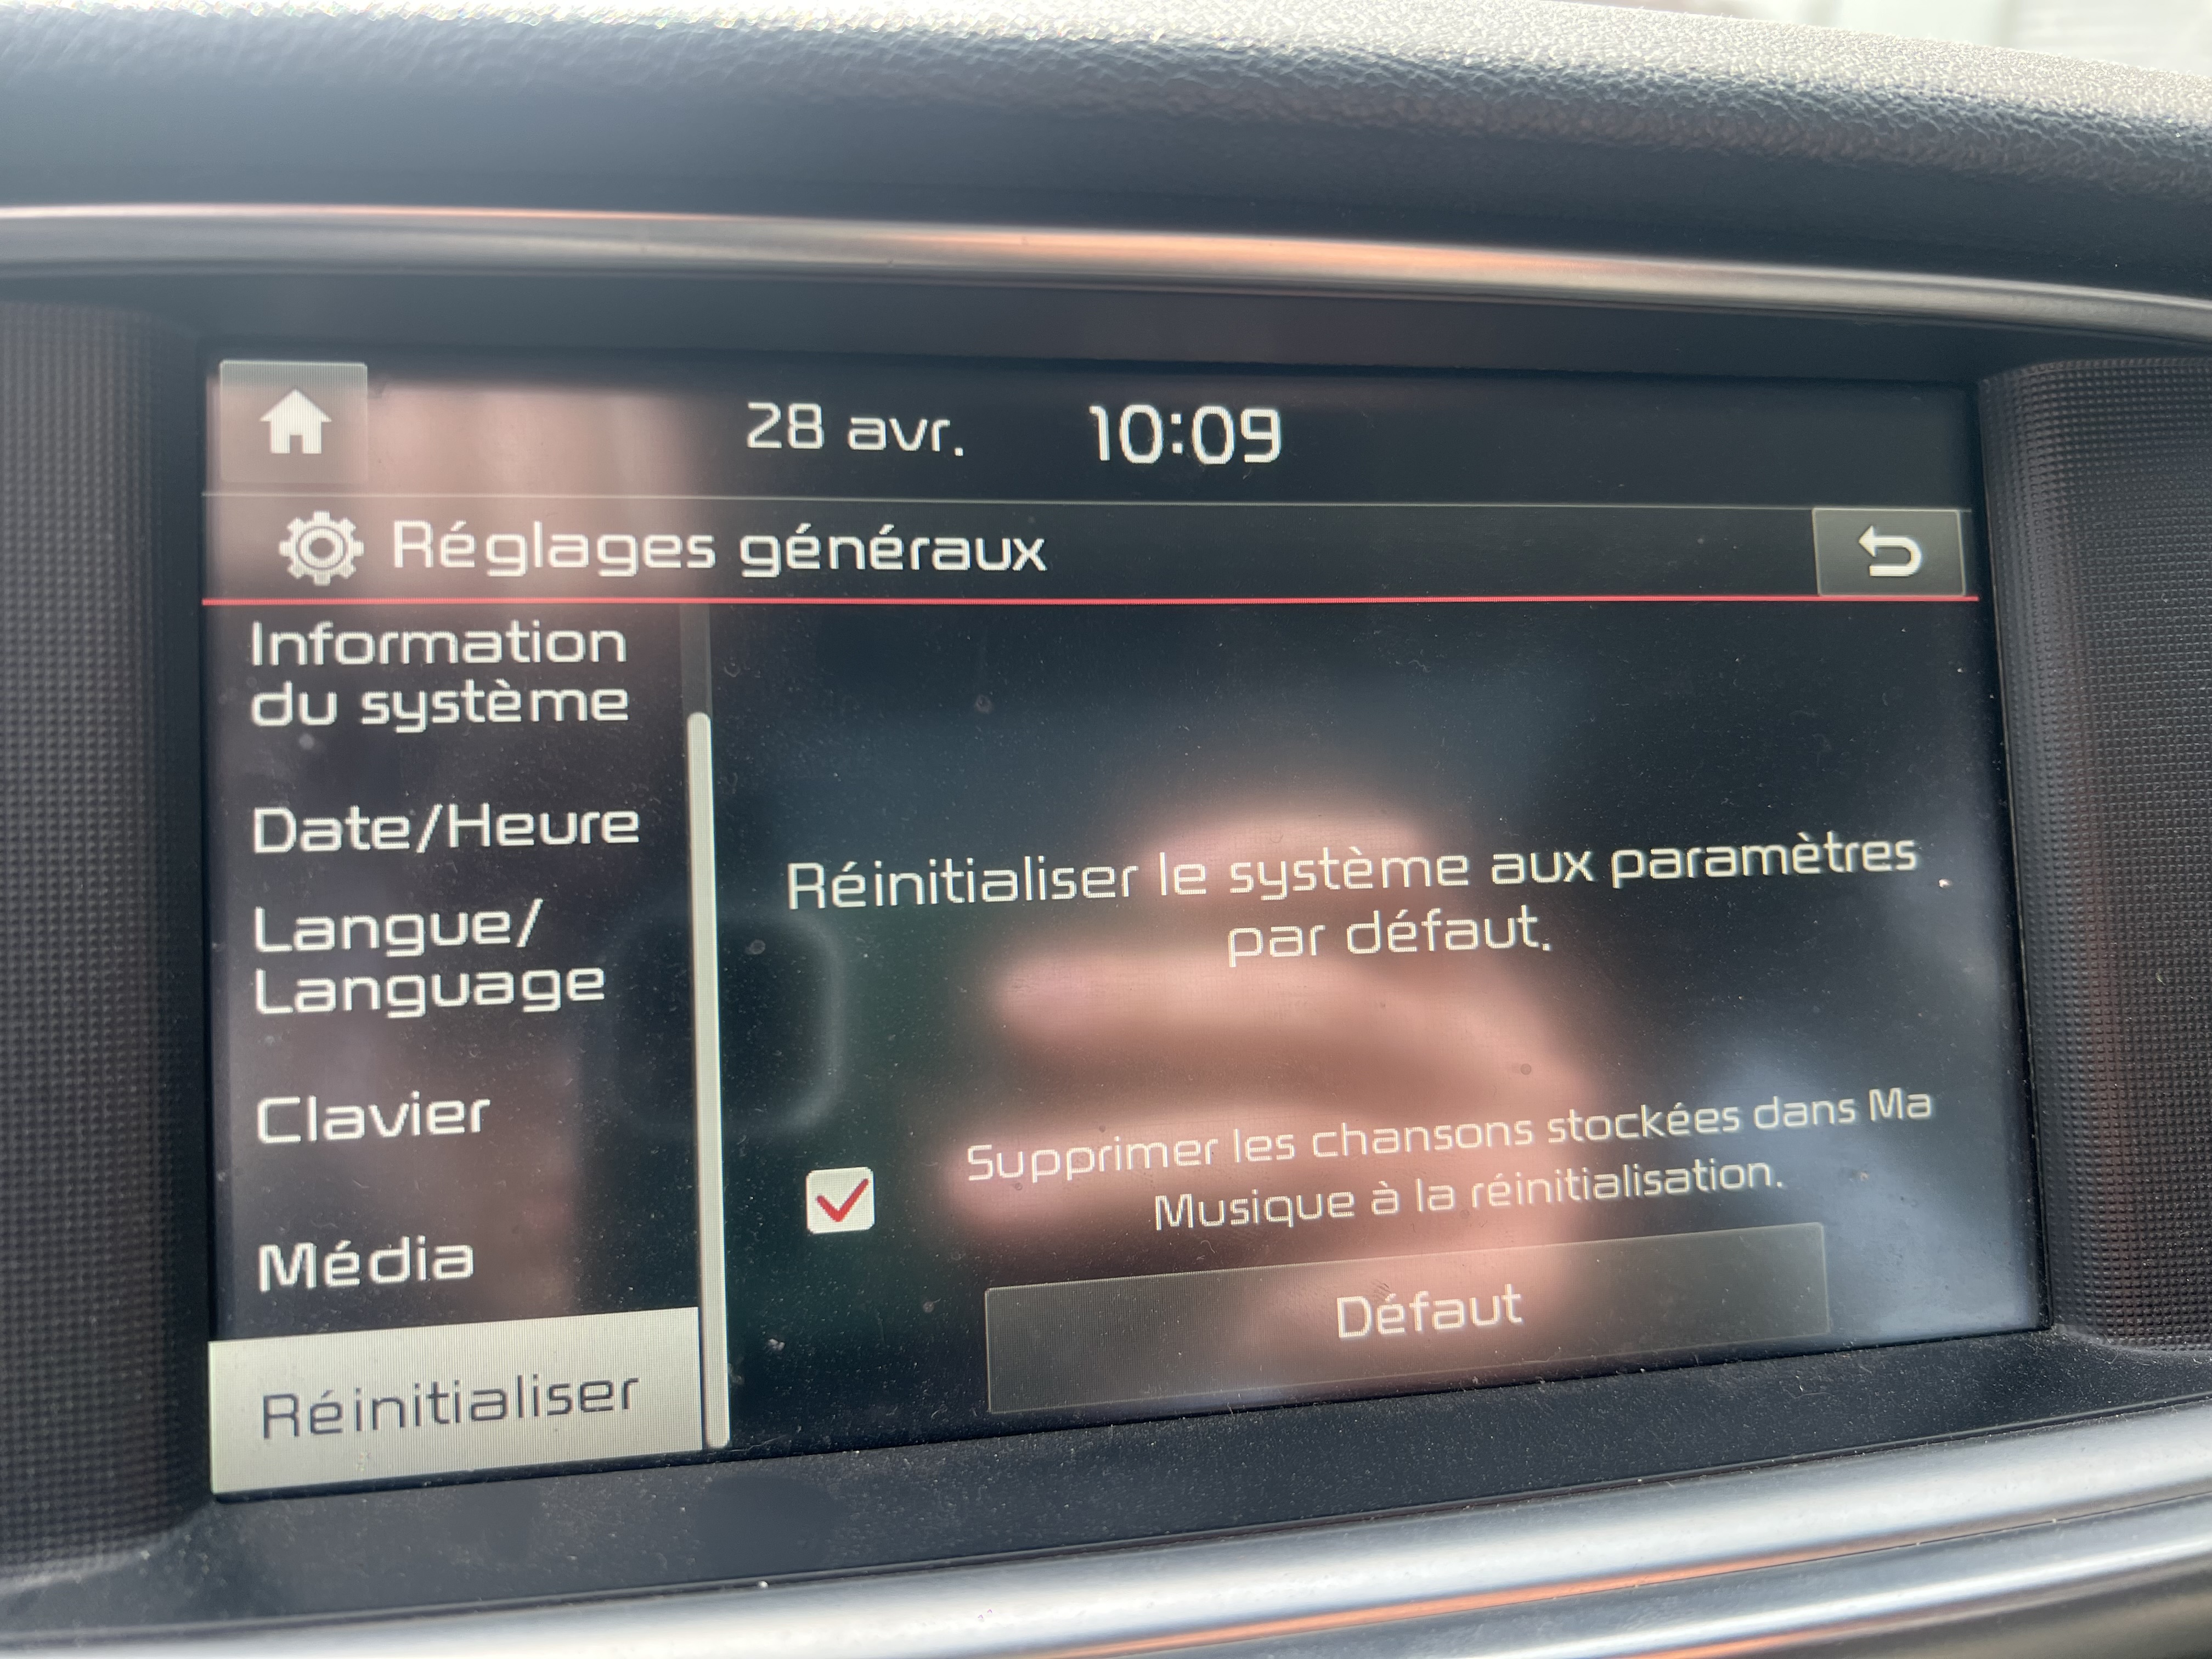 28 avr. 10:09
Réglages généraux
Information
du système
Date/Heure
Langue/
Language
Clavier
Média
Réinitialiser
Réinitialiser le système aux paramètres
par défaut.
Supprimer les chansons stockées dans Ma
Musique à la réinitialisation.
Défaut